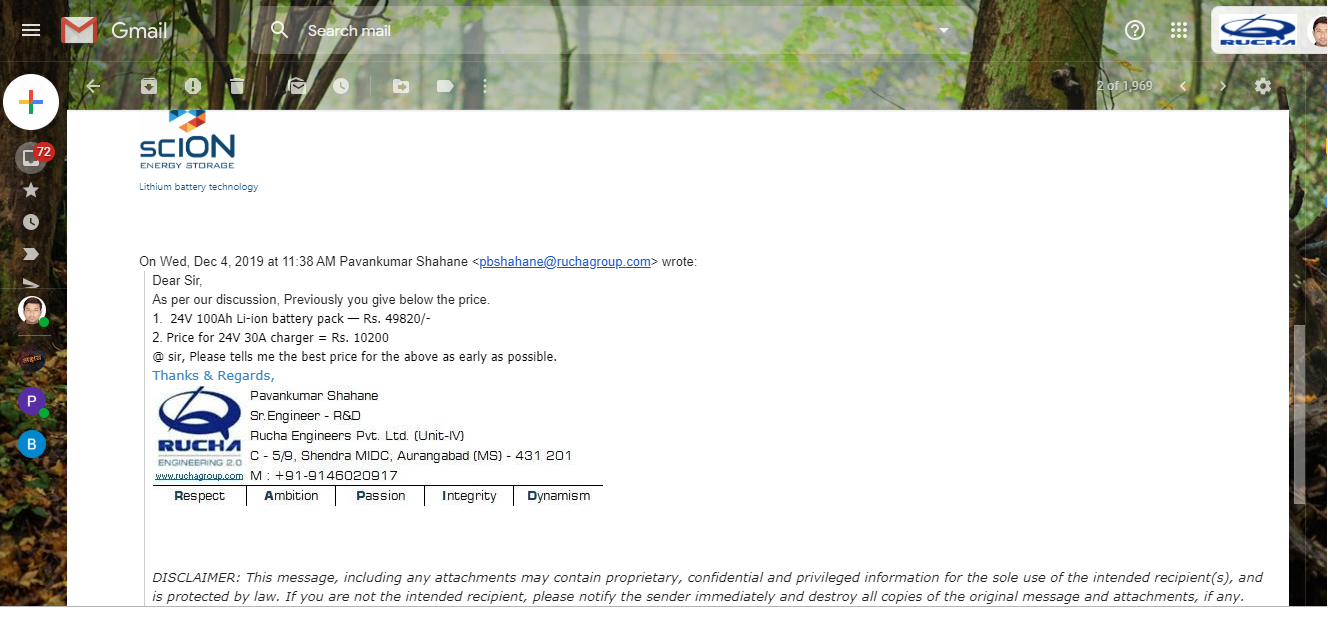 Gmail
Search mail
RUCHA
2 of 1,969
72
SCION
ENERGY STORAGE
Lithium battery technology
On Wed, Dec 4, 2019 at 11:38 AM Pavankumar Shahane <pbshahane@ruchagroup.com> wrote:
Dear Sir,
As per our discussion, Previously you give below the price.
1. 24V 100Ah Li-ion battery pack — Rs. 49820/-
2. Price for 24V 30A charger = Rs. 10200
@ sir, Please tells me the best price for the above as early as possible.
Thanks & Regards,
Pavankumar Shahane
Sr.Engineer - R&D
RUCHA
Rucha Engineers Pvt. Ltd. (Unit-IV)
ENGINEERING 2.0
C - 5/9, Shendra MIDC, Aurangabad (MS) - 431 201
www.ruchagroup.com M : +91-9146020917
Respect Ambition Passion Integrity Dynamism
P
B
DISCLAIMER: This message, including any attachments may contain proprietary, confidential and privileged information for the sole use of the intended recipient(s), and
is protected by law. If you are not the intended recipient, please notify the sender immediately and destroy all copies of the original message and attachments, if any.